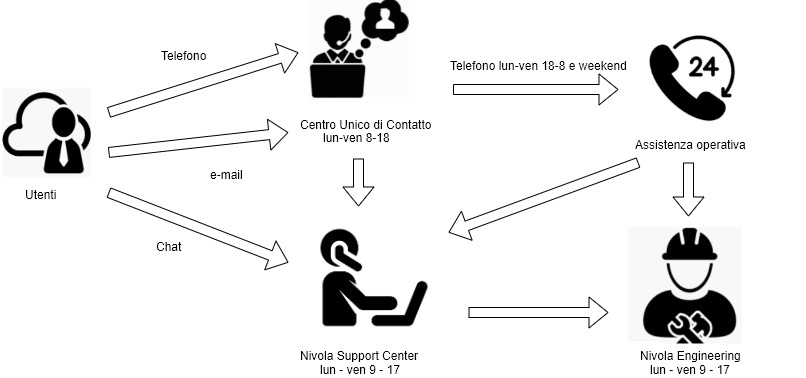 Telefono
Telefono lun-ven 18-8 e weekend
24
Centro Unico di Contatto
lun-ven 8-18
Assistenza operativa
e-mail
Utenti
Chat
Nivola Support Center
lun - ven 9 - 17
Nivola Engineering
lun - ven 9 - 17